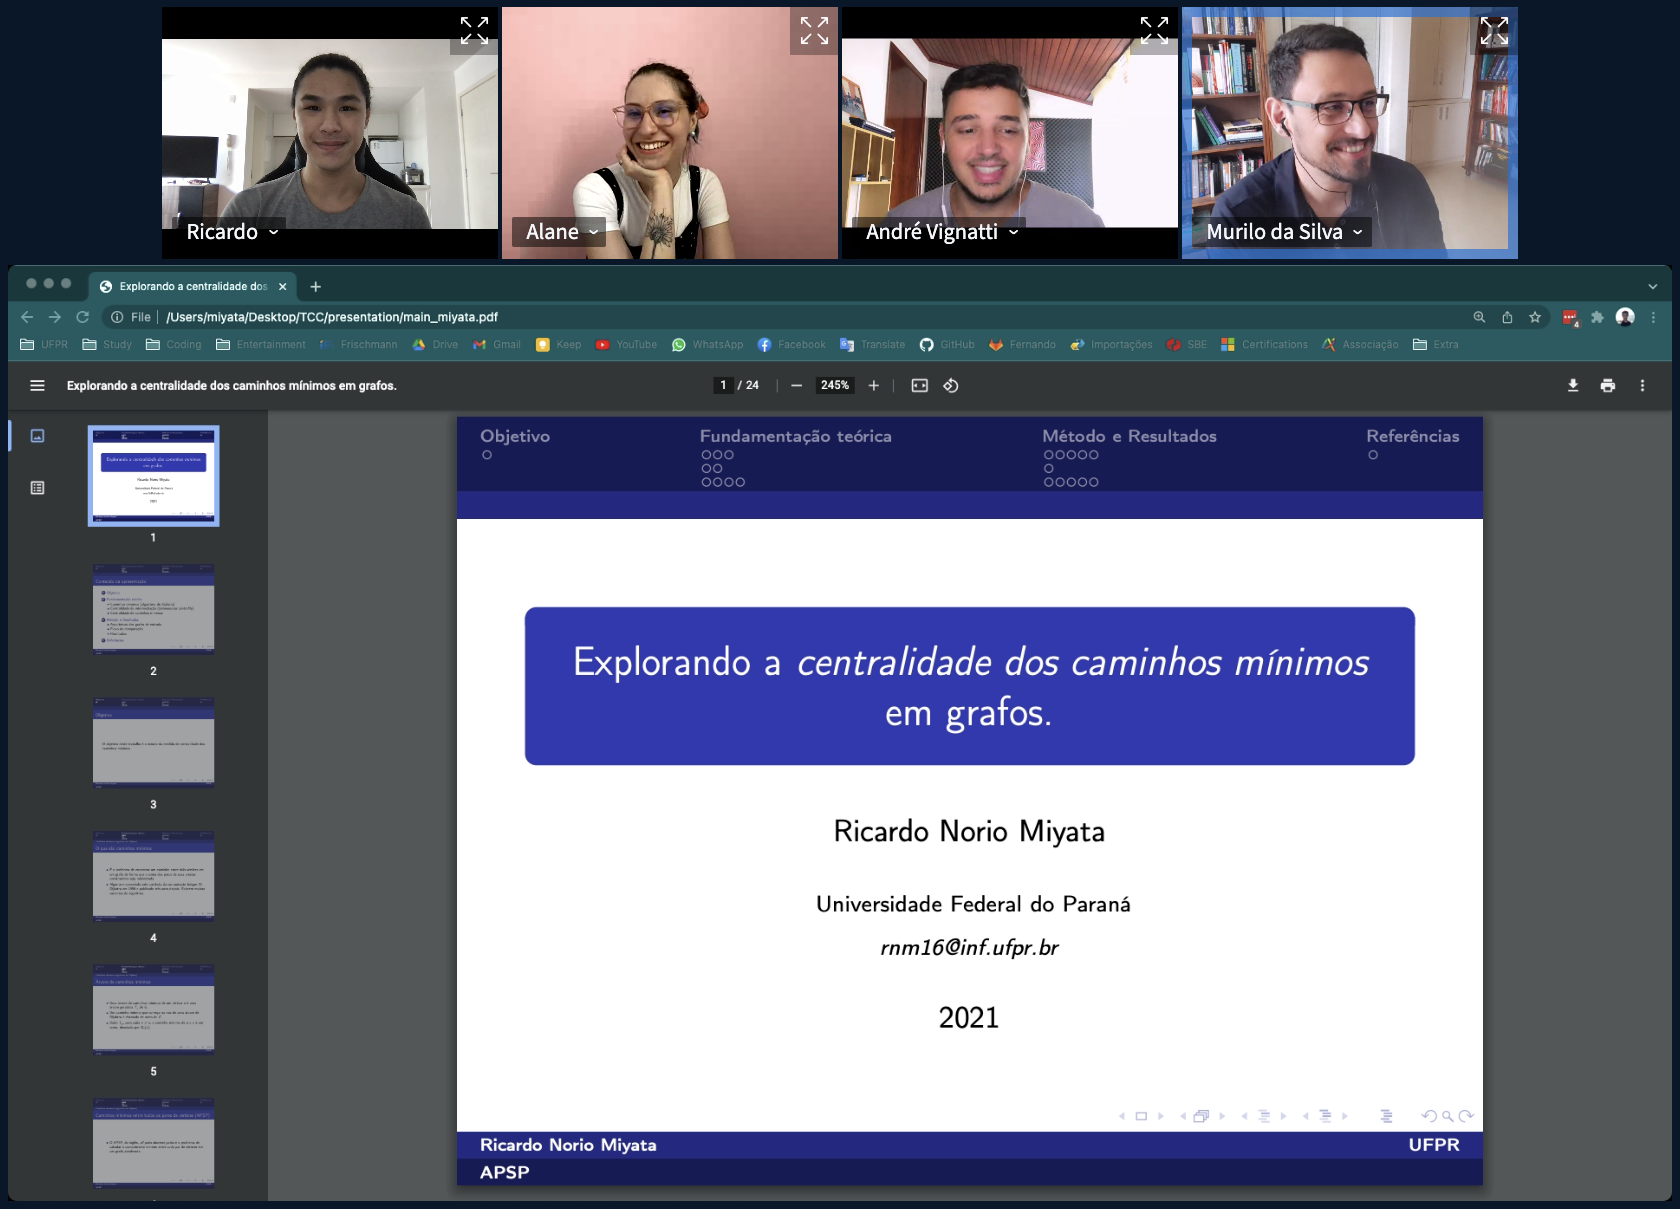 Ricardo
Alane
André Vignatti
Murilo da Silva
Explorando a centralidade dos
File | /Users/miyata/Desktop/TCC/presentation/main_miyata.pdf
4
UFPR Study Coding Entertainment Frischmann Drive Gmail Keep YouTube WhatsApp Facebook Translate GitHub Fernando Importações SBE Certifications Associação Extra
Explorando a centralidade dos caminhos mínimos em grafos.
1 / 24 245%
1
2
3
4
5
Objetivo Fundamentação teórica Método e Resultados Referências
Explorando a centralidade dos caminhos mínimos
em grafos.
Ricardo Norio Miyata
Universidade Federal do Paraná
rnm16@inf.ufpr.br
2021
Ricardo Norio Miyata UFPR
APSP